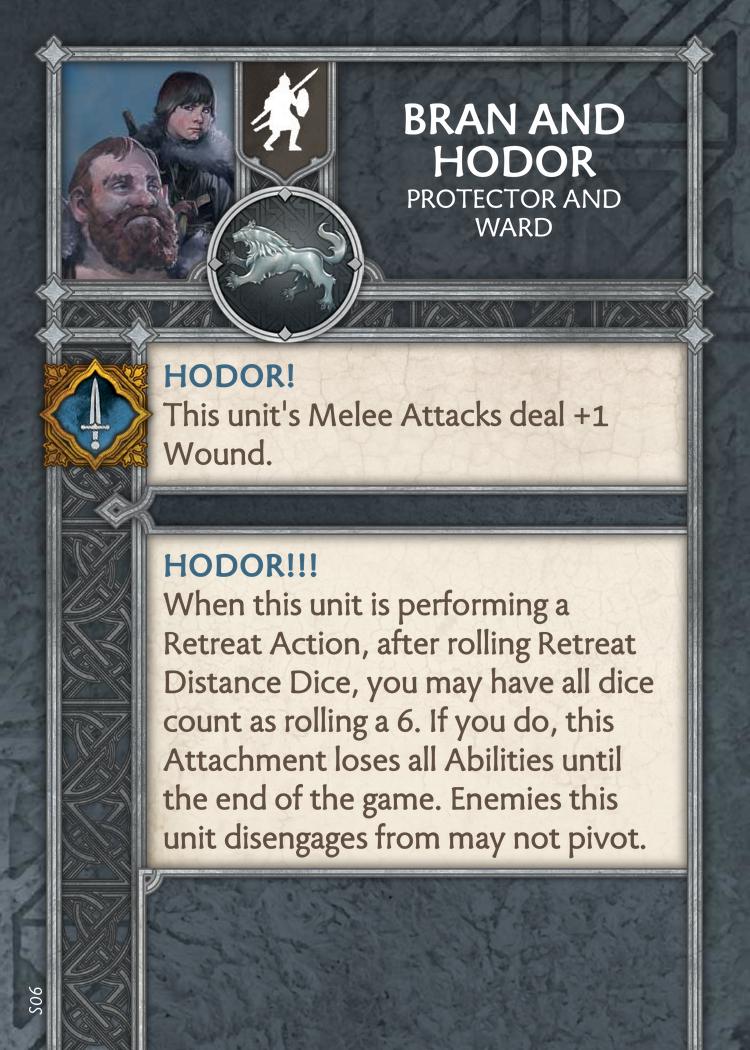 BRAN AND
HODOR
PROTECTOR AND
WARD
HODOR!
This unit's Melee Attacks deal +1
Wound.
HODOR!!!
When this unit is performing a
Retreat Action, after rolling Retreat
Distance Dice, you may have all dice
count as rolling a 6. If you do, this
Attachment loses all Abilities until
the end of the game. Enemies this
unit disengages from may not pivot.
S06